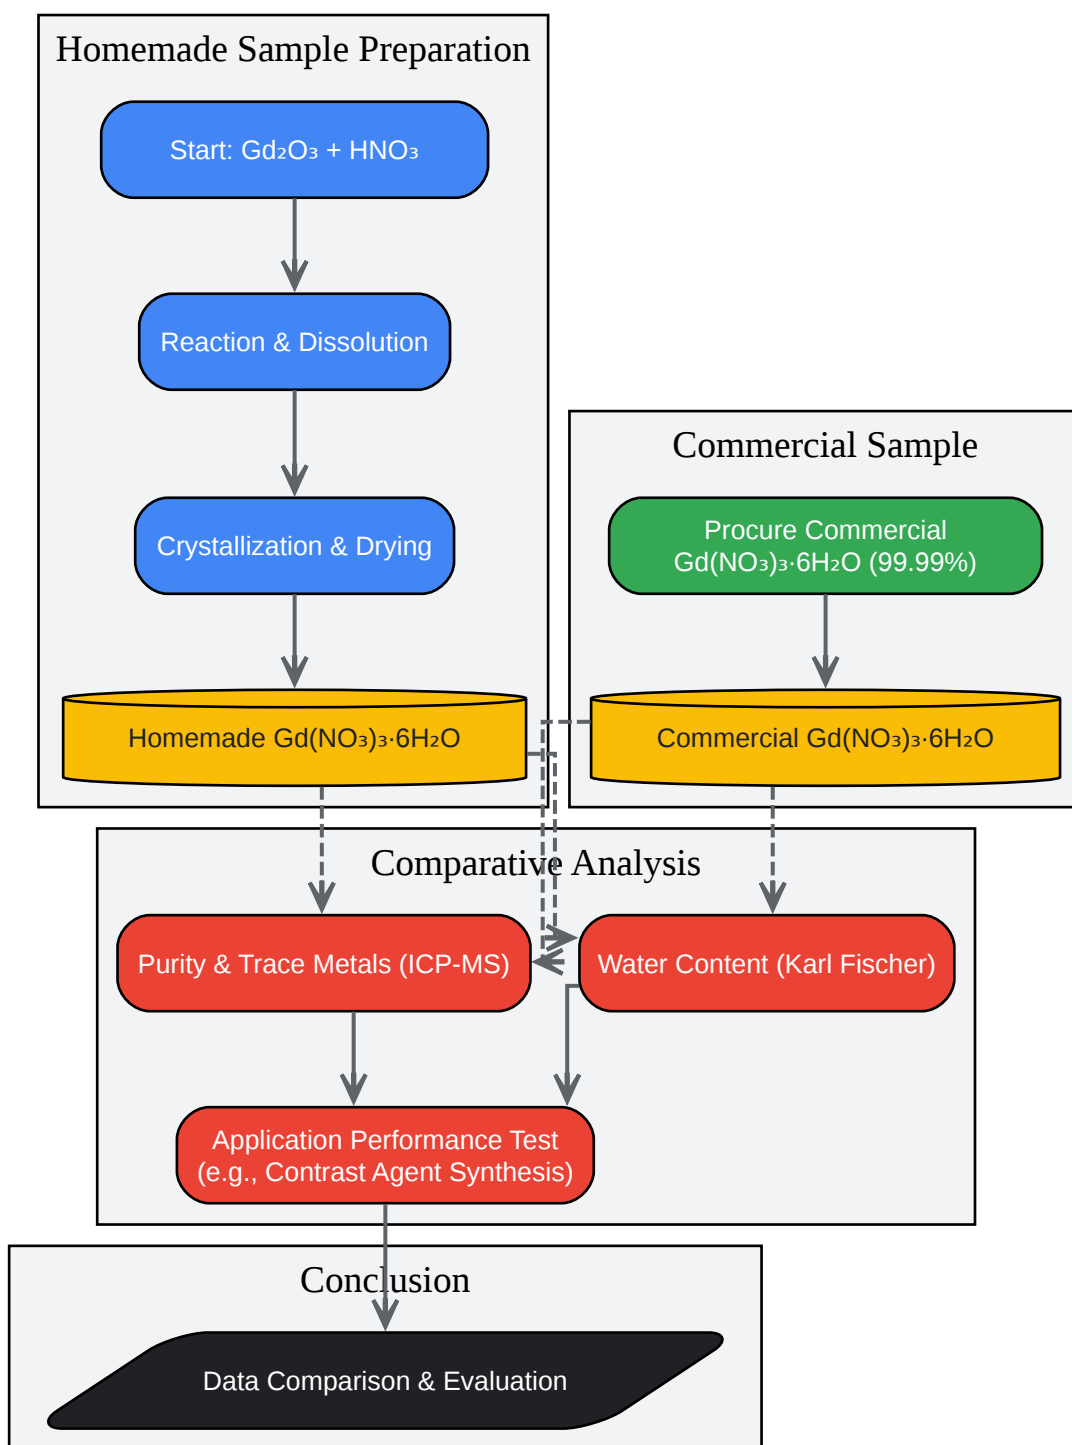 Homemade Sample Preparation
Start: Gd₂O₃ + HNO₃
Reaction & Dissolution
Crystallization & Drying
Homemade Gd(NO₃)₃·6H₂O
Commercial Sample
Procure Commercial
Gd(NO₃)₃·6H₂O (99.99%)
Commercial Gd(NO₃)₃·6H₂O
Comparative Analysis
Purity & Trace Metals (ICP-MS)
Water Content (Karl Fischer)
Application Performance Test
(e.g., Contrast Agent Synthesis)
Conclusion
Data Comparison & Evaluation